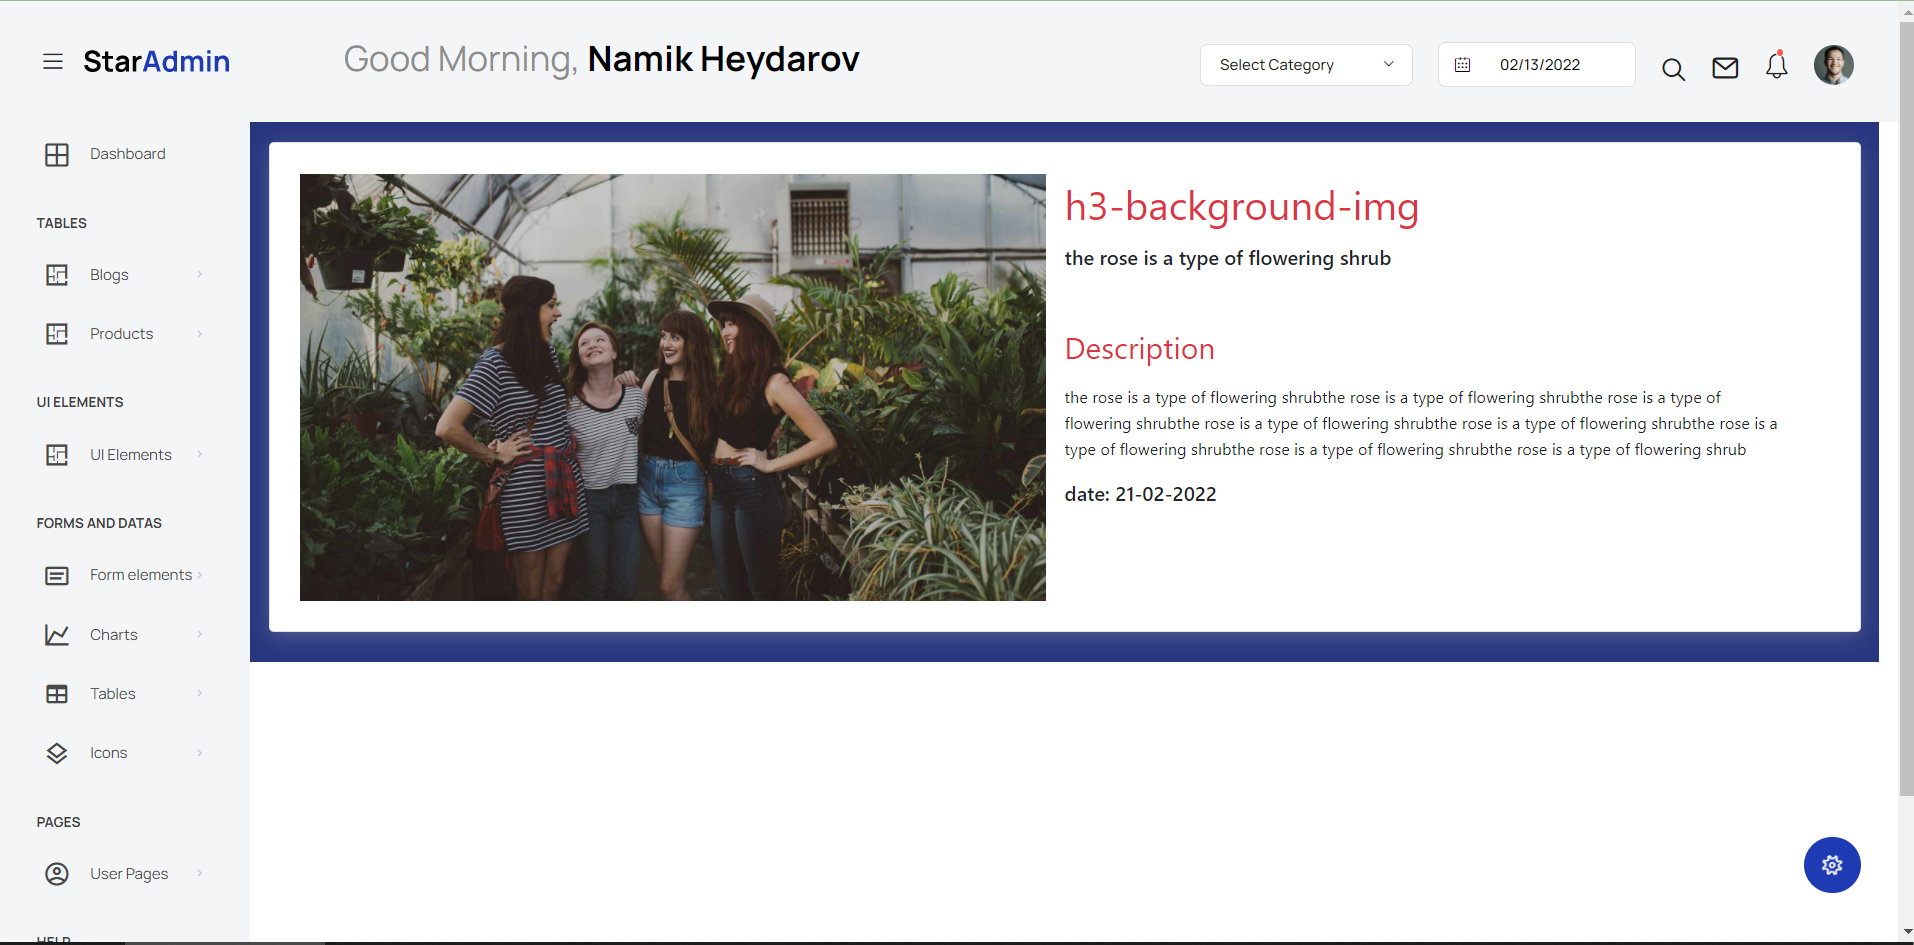 StarAdmin
Good Morning, Namik Heydarov
Select Category
02/13/2022
Dashboard
TABLES
Blogs
Products
UI ELEMENTS
UI Elements
FORMS AND DATAS
Form elements
Charts
Tables
Icons
PAGES
User Pages
HELP
h3-background-img
the rose is a type of flowering shrub
Description
the rose is a type of flowering shrubthe rose is a type of flowering shrubthe rose is a type of
flowering shrubthe rose is a type of flowering shrubthe rose is a type of flowering shrubthe rose is a
type of flowering shrubthe rose is a type of flowering shrubthe rose is a type of flowering shrub
date: 21-02-2022